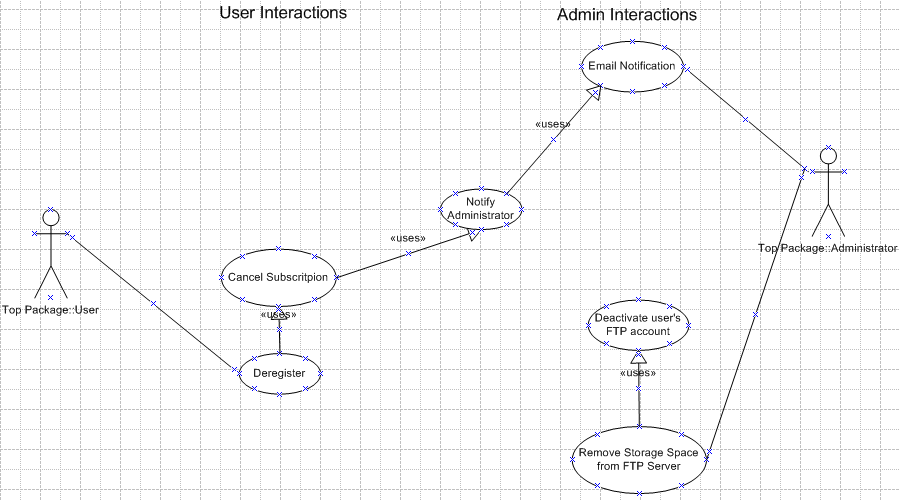 User Interactions
Admin Interactions
Email Notification
«uses»
Notify
Administrator
«uses»
Top Package::Administrator
Cancel Subscritpion
Top Package::User
«uses»
Deactivate user's
FTP account
Deregister
«uses»
Remove Storage Space
from FTP Server